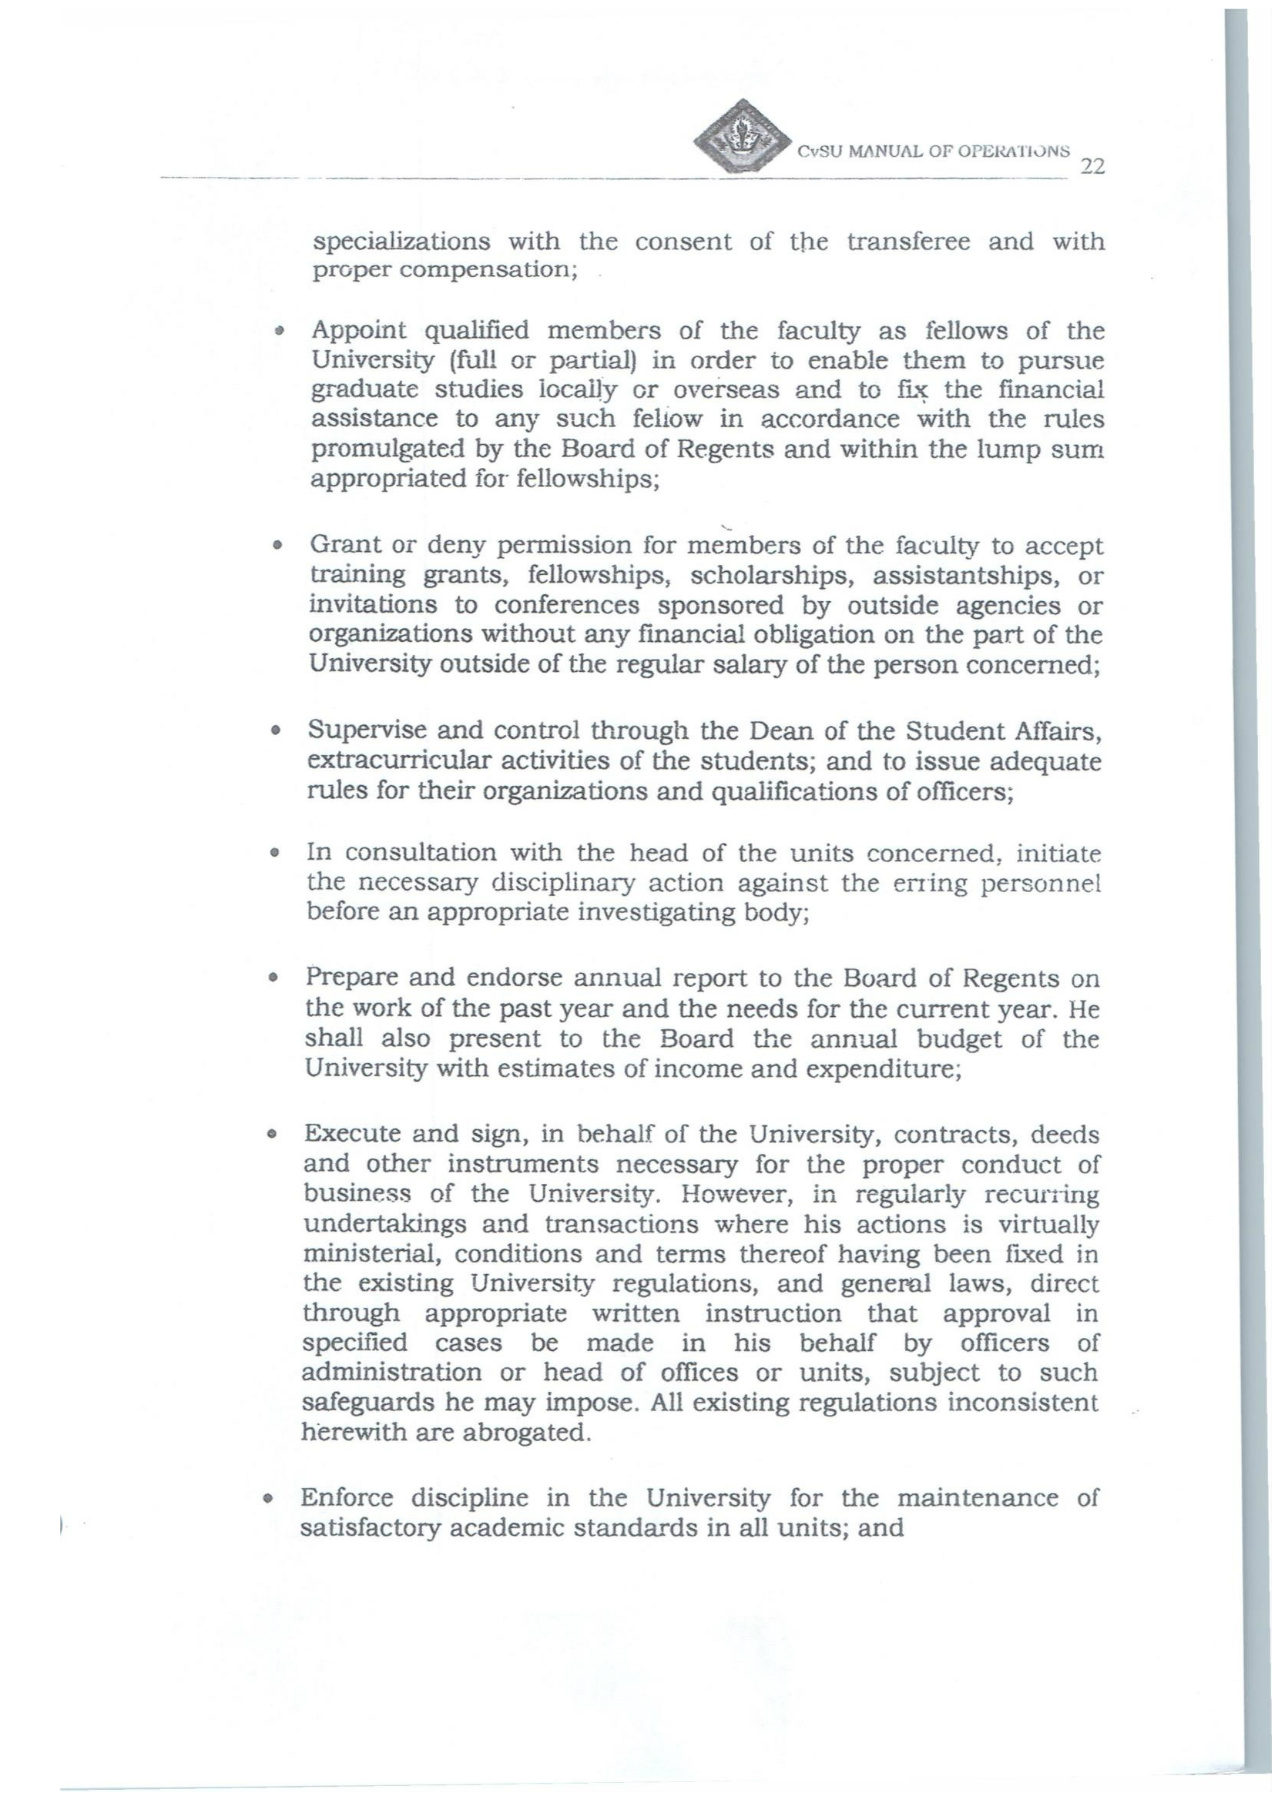 CvSU MANUAL OF OPERATIONS
22
specializations with the consent of the transferee and with
proper compensation;
• Appoint qualified members of the faculty as fellows of the
University (full or partial) in order to enable them to pursue
graduate studies locally or overseas and to fix the financial
assistance to any such fellow in accordance with the rules
promulgated by the Board of Regents and within the lump sum
appropriated for fellowships;
• Grant or deny permission for members of the faculty to accept
training grants, fellowships, scholarships, assistantships, or
invitations to conferences sponsored by outside agencies or
organizations without any financial obligation on the part of the
University outside of the regular salary of the person concerned;
• Supervise and control through the Dean of the Student Affairs,
extracurricular activities of the students; and to issue adequate
rules for their organizations and qualifications of officers;
• In consultation with the head of the units concerned, initiate
the necessary disciplinary action against the erring personnel
before an appropriate investigating body;
• Prepare and endorse annual report to the Board of Regents on
the work of the past year and the needs for the current year. He
shall also present to the Board the annual budget of the
University with estimates of income and expenditure;
• Execute and sign, in behalf of the University, contracts, deeds
and other instruments necessary for the proper conduct of
business of the University. However, in regularly recurring
undertakings and transactions where his actions is virtually
ministerial, conditions and terms thereof having been fixed in
the existing University regulations, and general laws, direct
through appropriate written instruction that approval in
specified cases be made in his behalf by officers of
administration or head of offices or units, subject to such
safeguards he may impose. All existing regulations inconsistent
herewith are abrogated.
• Enforce discipline in the University for the maintenance of
satisfactory academic standards in all units; and